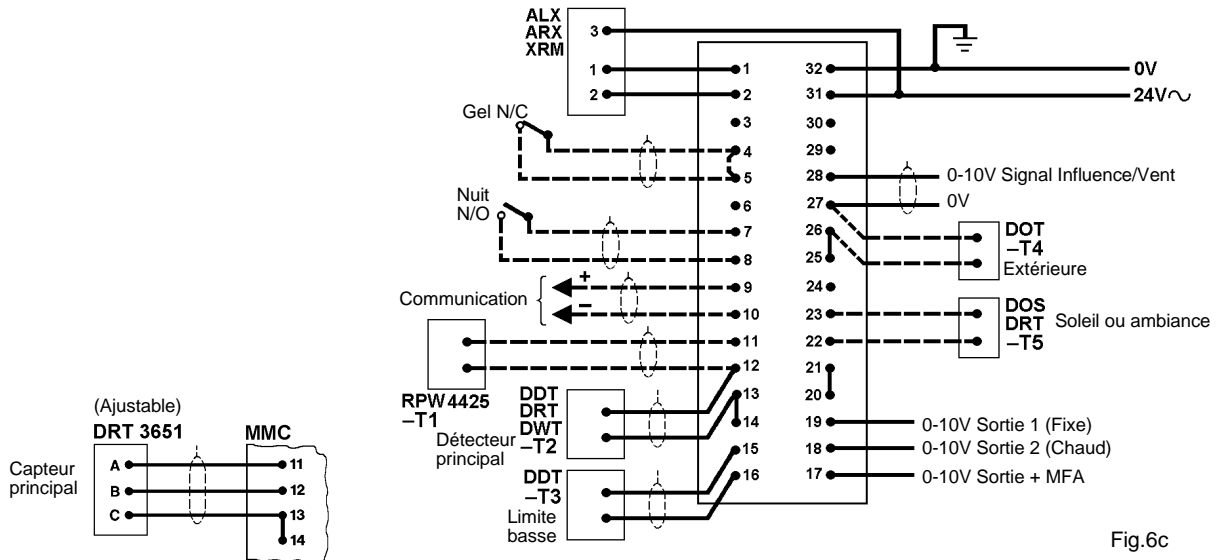 ALX
ARX
XRM
3
1
2
Gel N/C
Nuit
N/O
Communication
+
–
RPW 4425
–T1
DDT
DRT
DWT
–T2
Détecteur
principal
DDT
–T3
Limite
basse
1
2
3
4
5
6
7
8
9
10
11
12
13
14
15
16
32
31
30
29
28
27
26
25
24
23
22
21
20
19
18
17
0V
24V~
0-10V Signal Influence/Vent
0V
DOT
–T4
Extérieure
DOS
DRT
–T5
Soleil ou ambiance
0-10V Sortie 1 (Fixe)
0-10V Sortie 2 (Chaud)
0-10V Sortie + MFA
(Ajustable)
DRT 3651
MMC
Capteur
principal
A
B
C
11
12
13
14
Fig.6c